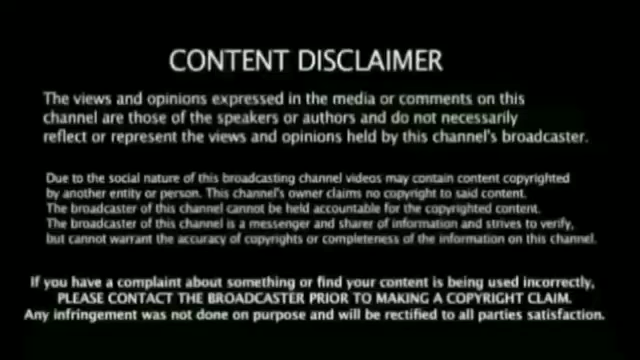 CONTENT DISCLAIMER
The views and opinions expressed in the media or comments on this
channel are those of the speakers or authors and do not necessarily
reflect or represent the views and opinions held by this channel's broadcaster.
Due to the social nature of this broadcasting channel videos may contain content copyrighted
by another entity or person. This channel's owner claims no copyright to said content.
The broadcaster of this channel cannot be held accountable for the copyrighted content.
The broadcaster of this channel is a messenger and sharer of information and strives to verify,
but cannot warrant the accuracy of copyrights or completeness of the information on this channel.
If you have a complaint about something or find your content is being used incorrectly,
PLEASE CONTACT THE BROADCASTER PRIOR TO MAKING A COPYRIGHT CLAIM.
Any infringement was not done on purpose and will be rectified to all parties satisfaction.